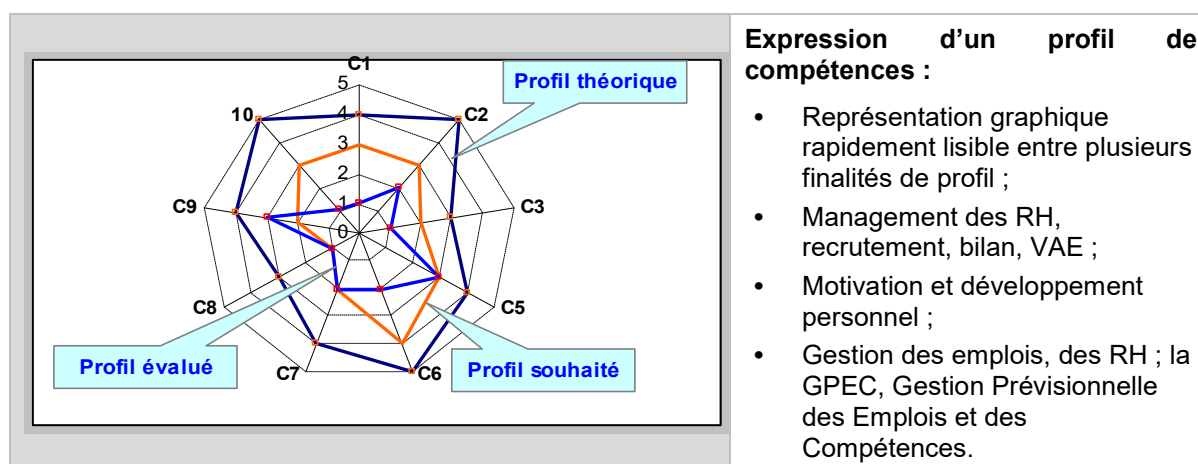 C1
5
4
3
2
1
0
C2
C3
C5
C6
C7
C8
C9
10
Profil théorique
Profil évalué
Profil souhaité
Expression d’un profil de
compétences :
• Représentation graphique
rapidement lisible entre plusieurs
finalités de profil ;
• Management des RH,
recrutement, bilan, VAE ;
• Motivation et développement
personnel ;
• Gestion des emplois, des RH ; la
GPEC, Gestion Prévisionnelle
des Emplois et des
Compétences.